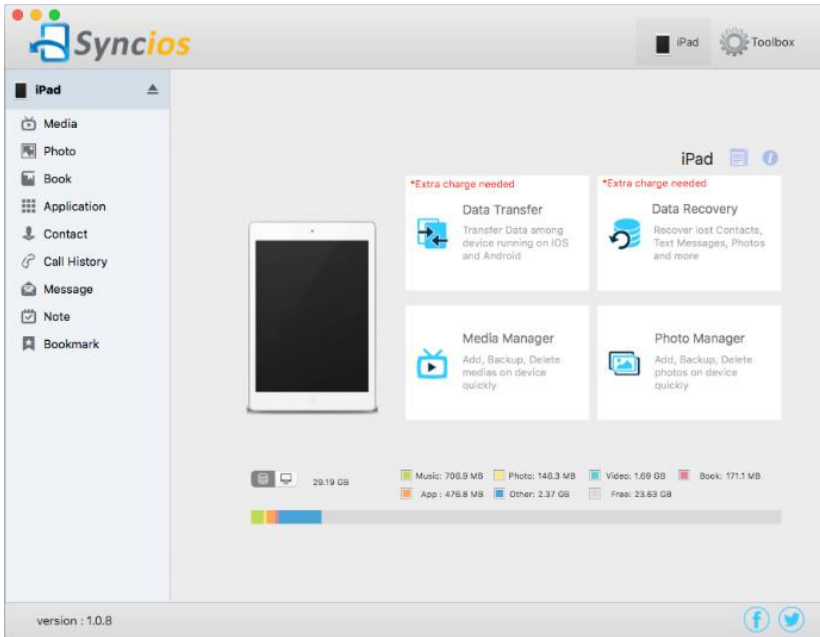 Syncios
iPad
Toolbox
iPad
Media
Photo
Book
Application
Contact
Call History
Message
Note
Bookmark
iPad
*Extra charge needed
Data Transfer
Transfer Data among
device running on IOS
and Android
*Extra charge needed
Data Recovery
Recover lost Contacts,
Text Messages, Photos
and more
Media Manager
Add, Backup, Delete
medias on device
quickly
Photo Manager
Add, Backup, Delete
photos on device
quickly
29.19 GB
Music: 706.9 MB Photo: 146.3 MB Video: 1.69 GB Book: 171.1 MB
App : 476.8 MB Other: 2.37 GB Free: 23.63 GB
version : 1.0.8